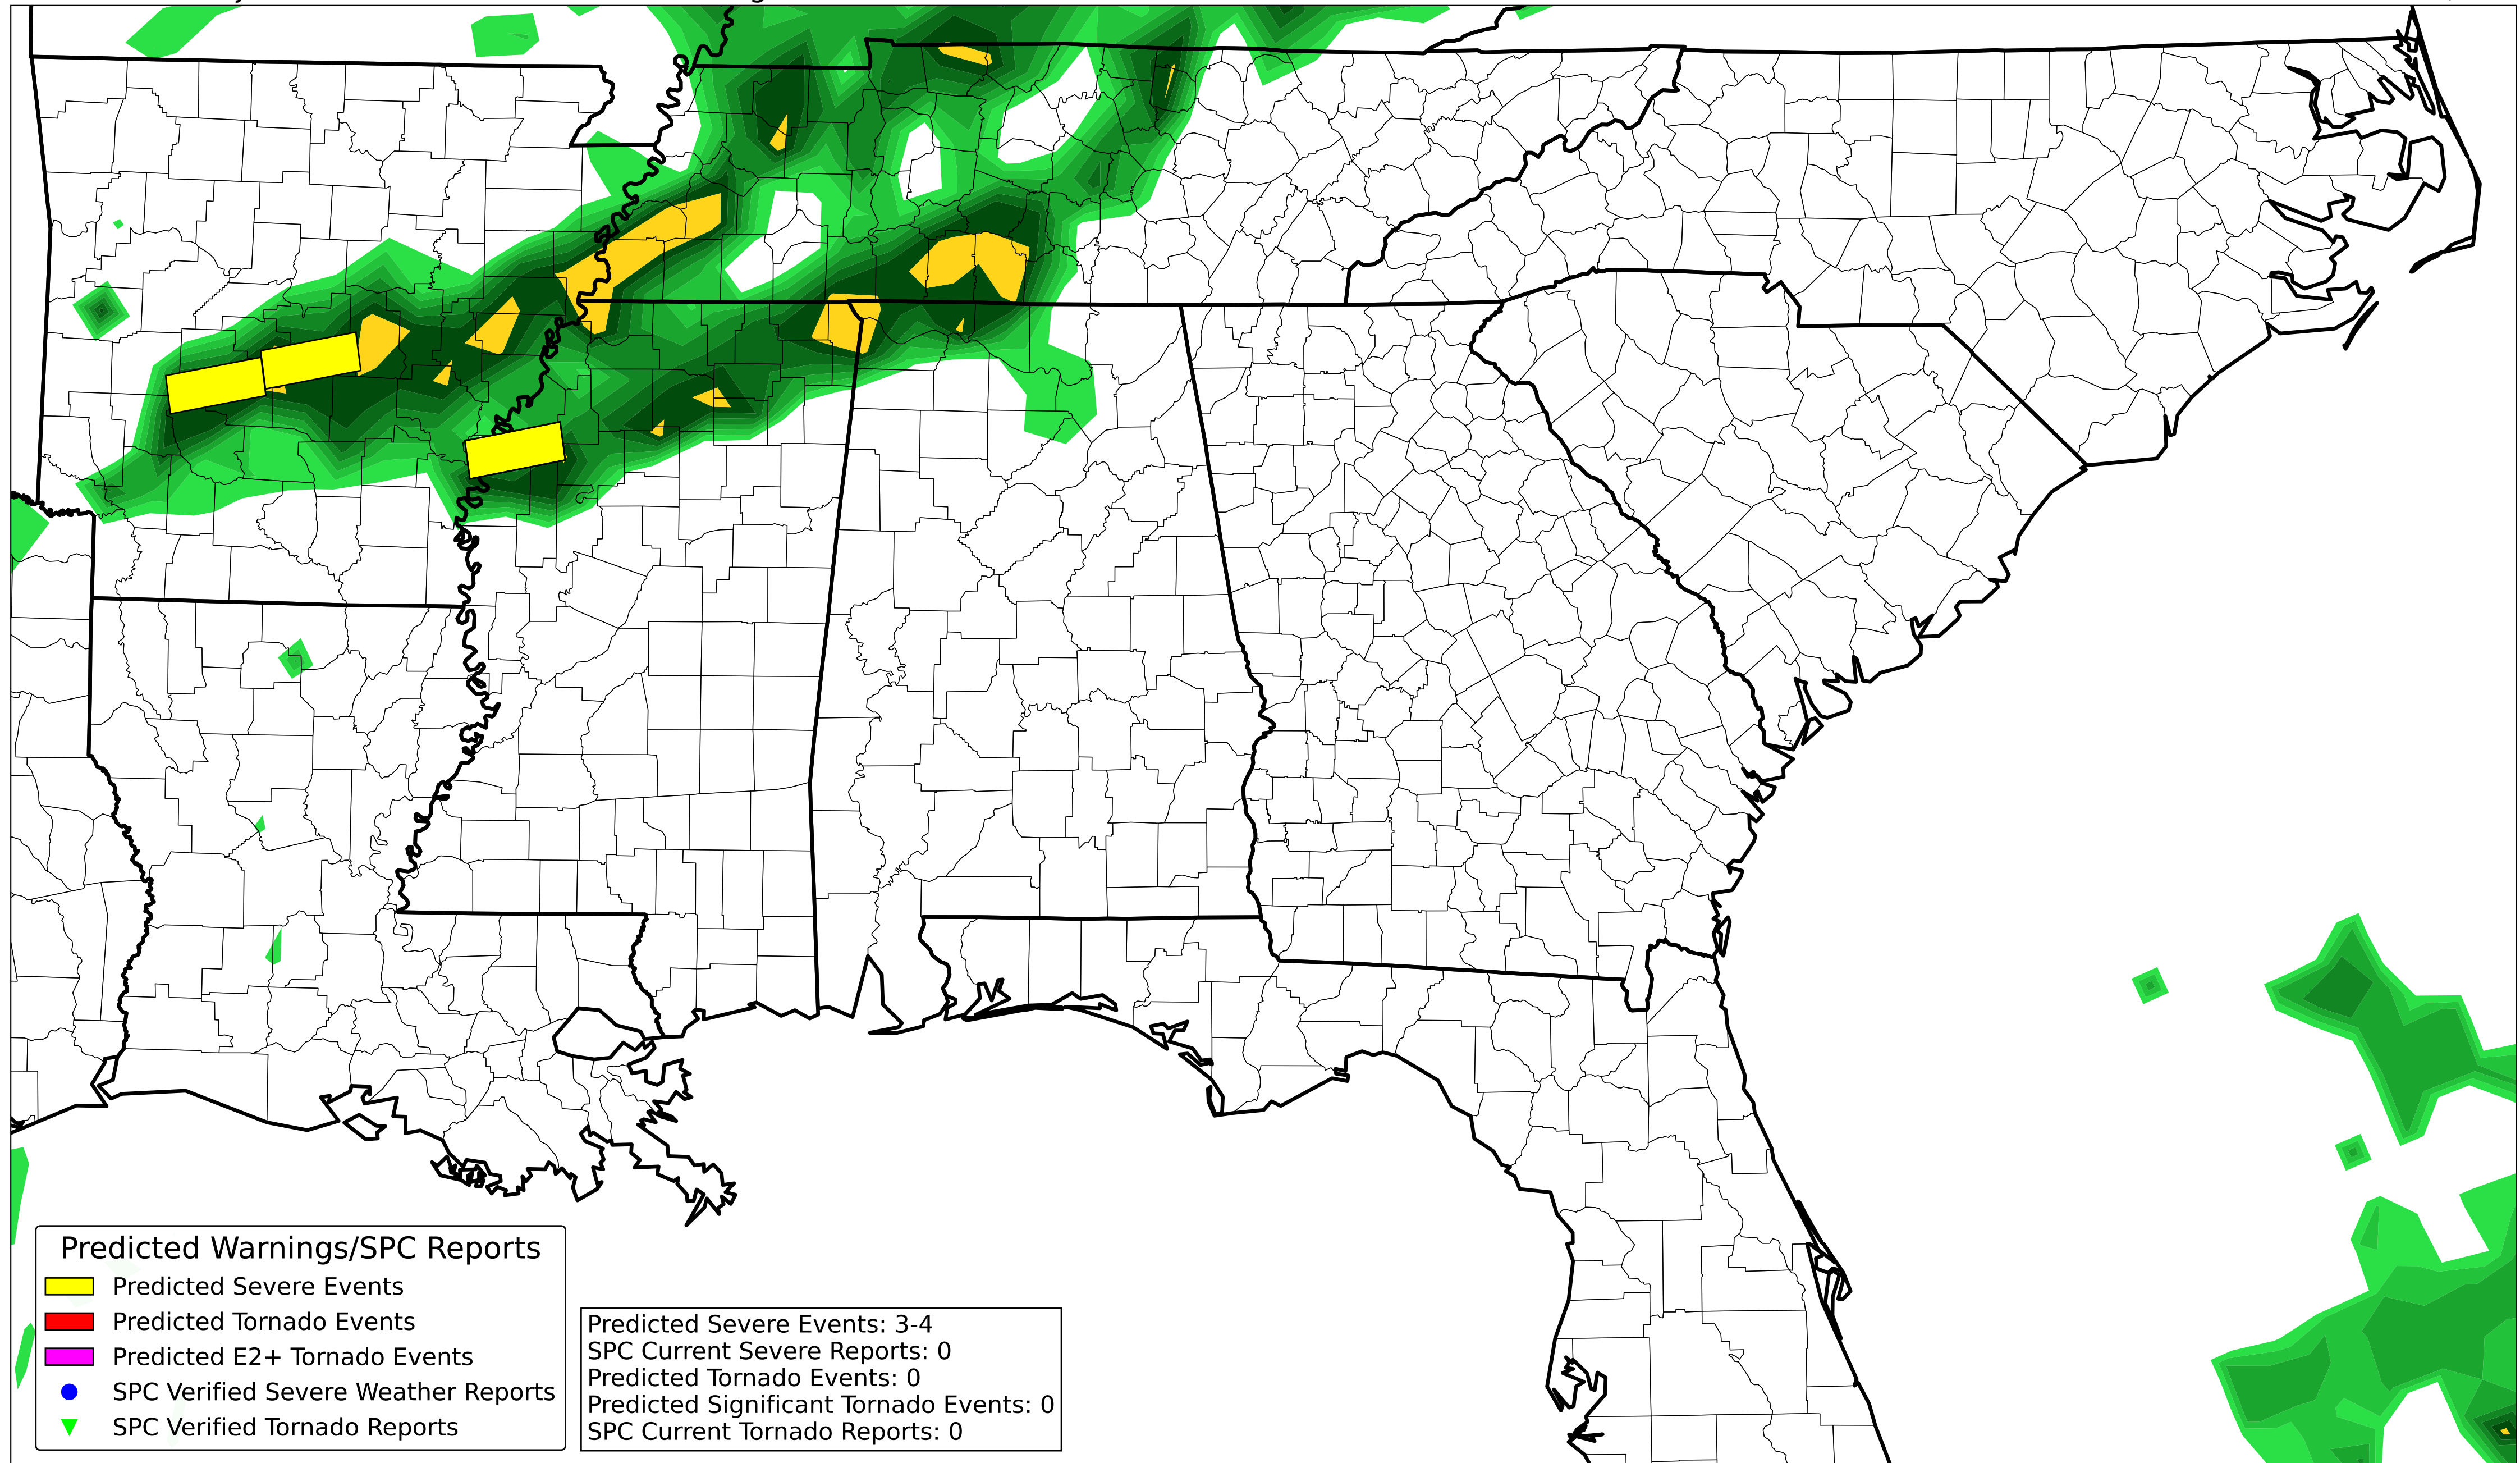 Predicted Warnings/SPC Reports
Predicted Severe Events
Predicted Tornado Events
Predicted E2+ Tornado Events
SPC Verified Severe Weather Reports
SPC Verified Tornado Reports
Predicted Severe Events: 3-4
SPC Current Severe Reports: 0
Predicted Tornado Events: 0
Predicted Significant Tornado Events: 0
SPC Current Tornado Reports: 0